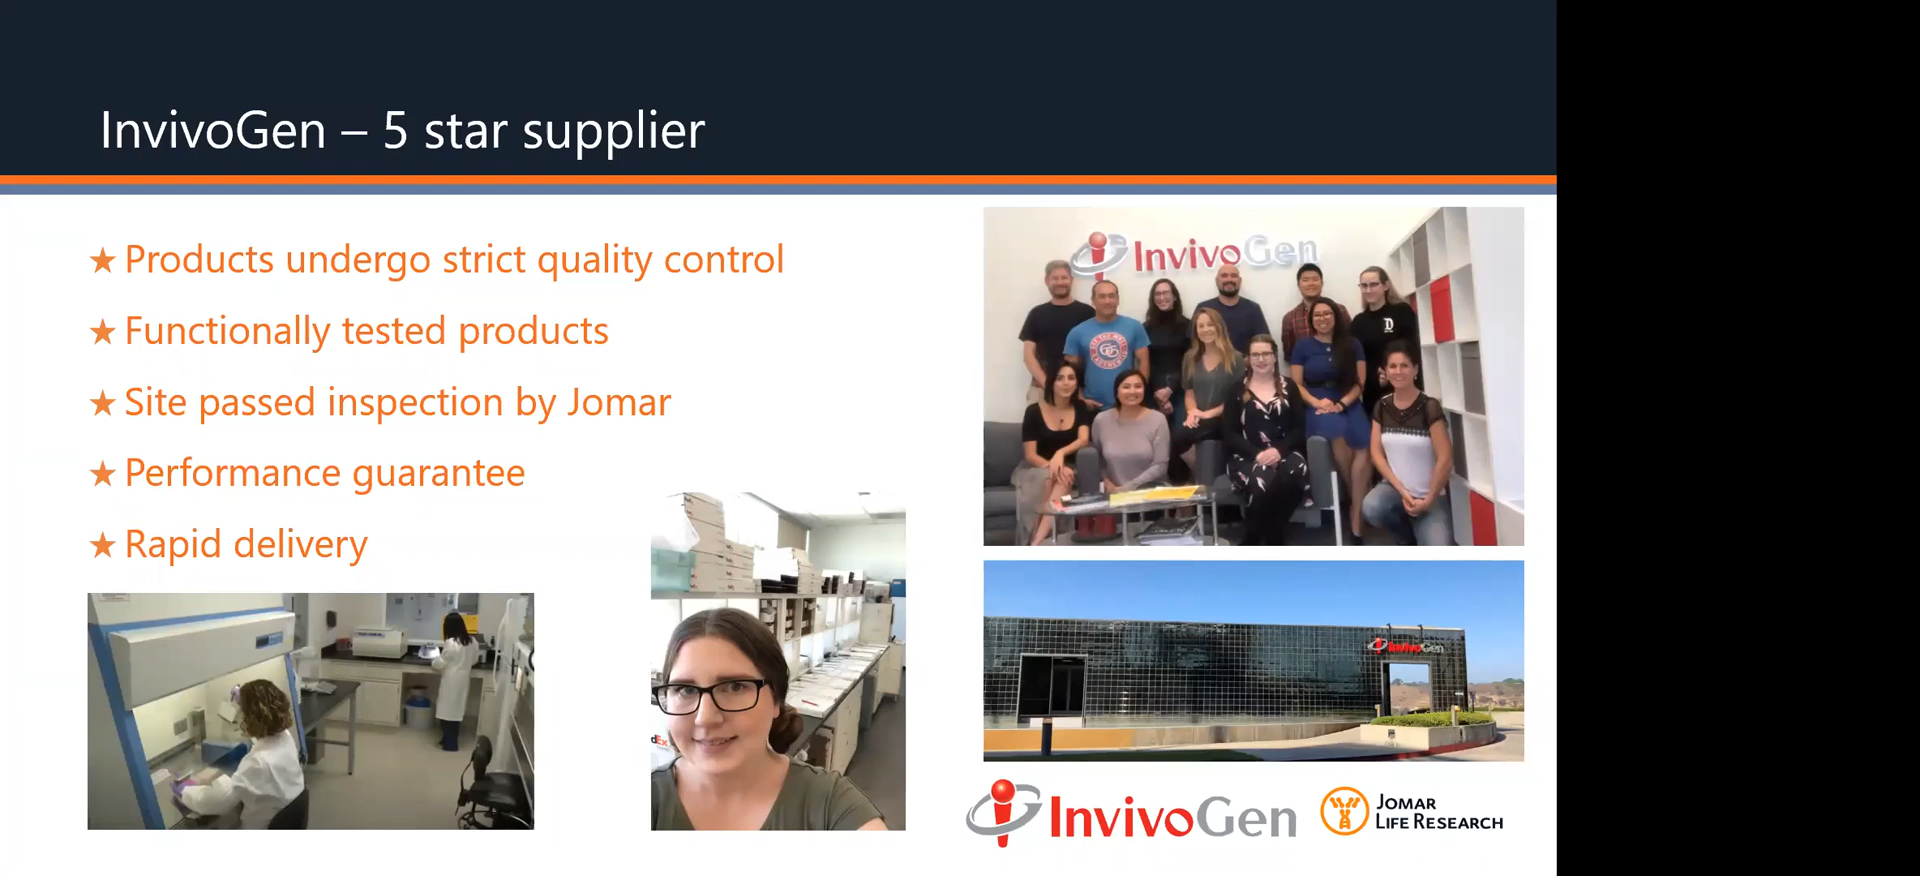 InvivoGen – 5 star supplier
★ Products undergo strict quality control
★ Functionally tested products
★ Site passed inspection by Jomar
★ Performance guarantee
★ Rapid delivery
InvivoGen
D
InvivoGen
InvivoGen
JOMAR
LIFE RESEARCH